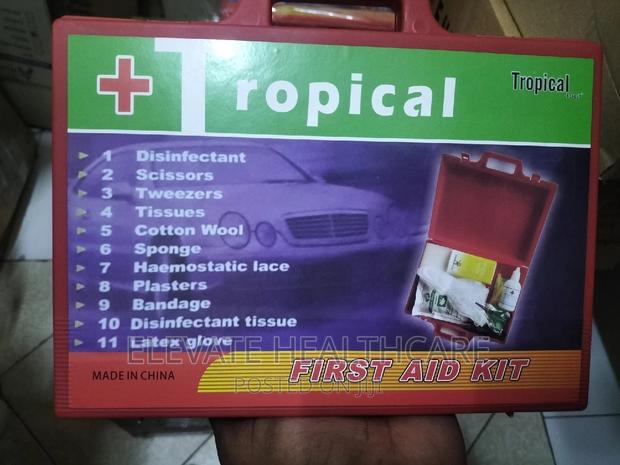 Tropical
Tropical
1 Disinfectant
2 Scissors
3 Tweezers
4 Tissues
5 Cotton Wool
6 Sponge
7 Haemostatic lace
8 Plasters
9 Bandage
10 Disinfectant tissue
11 Latex glove
ELEVATE HEALTHCARE
MADE IN CHINA
FIRST AID KIT
POSTED ON JIJI